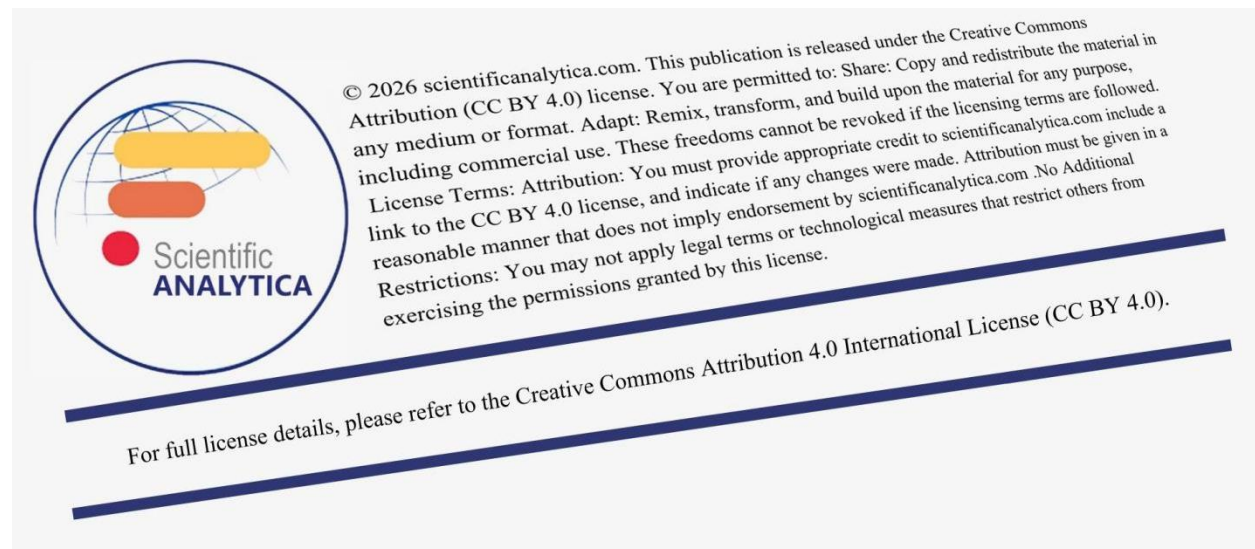 Scientific
ANALYTICA
© 2026 scientificanalytica.com. This publication is released under the Creative Commons
Attribution (CC BY 4.0) license. You are permitted to: Share: Copy and redistribute the material in
any medium or format. Adapt: Remix, transform, and build upon the material for any purpose,
including commercial use. These freedoms cannot be revoked if the licensing terms are followed.
License Terms: Attribution: You must provide appropriate credit to scientificanalytica.com include a
link to the CC BY 4.0 license, and indicate if any changes were made. Attribution must be given in a
reasonable manner that does not imply endorsement by scientificanalytica.com .No Additional
Restrictions: You may not apply legal terms or technological measures that restrict others from
exercising the permissions granted by this license.
For full license details, please refer to the Creative Commons Attribution 4.0 International License (CC BY 4.0).